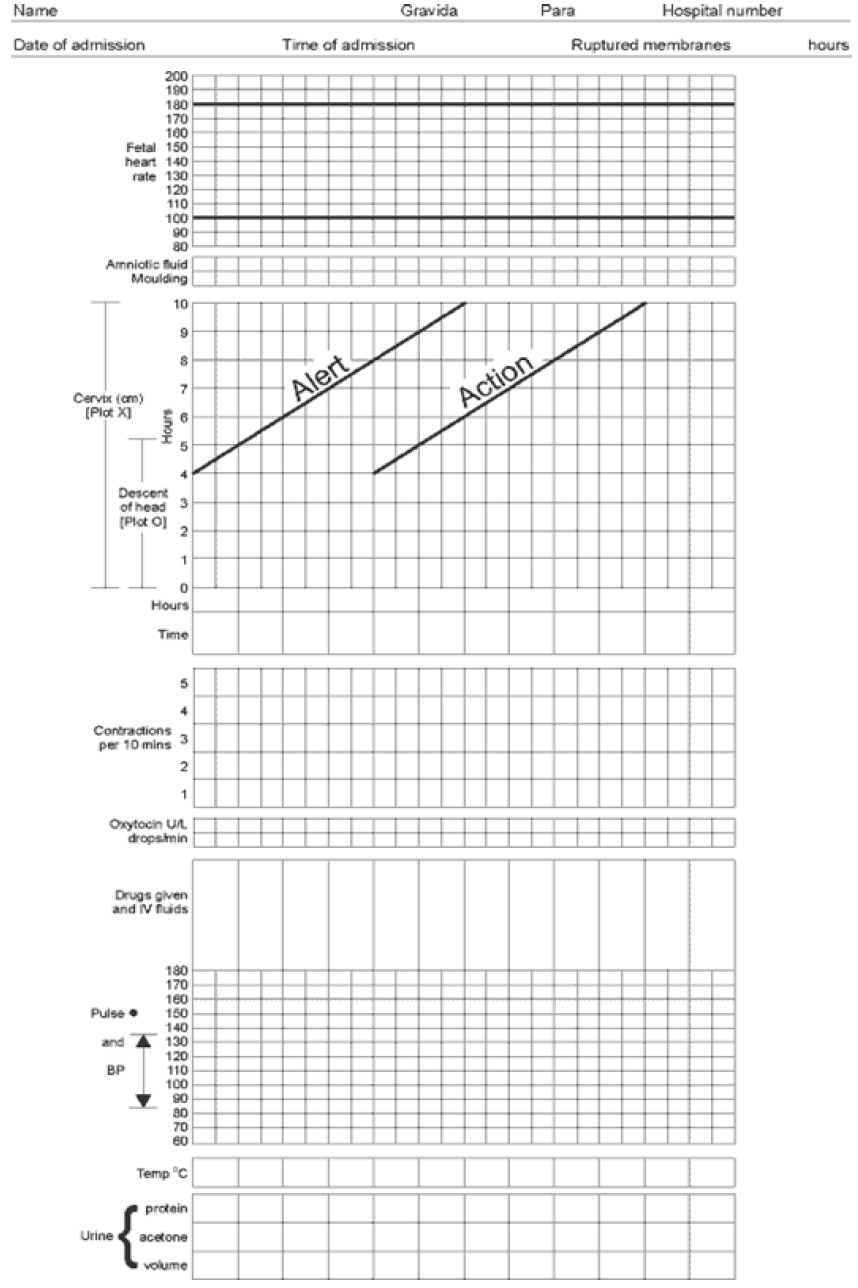 Name Gravida Para Hospital number
Date of admission Time of admission Ruptured membranes hours
200
190
180
170
160
Fetal heart rate
150
140
130
120
110
100
90
80
Amniotic fluid
Moulding
10
9
8
7
6
5
4
3
2
1
0
Alert
Action
Cervix (cm)
[Plot X]
Hours
Descent
of head
[Plot O]
Hours
Time
5
4
3
2
1
Contractions
per 10 mins
Oxytocin U/L
drops/min
Drugs given
and IV fluids
180
170
160
150
140
130
120
110
100
90
80
70
60
Pulse ●
and
BP
Temp °C
Urine { protein
acetone
volume